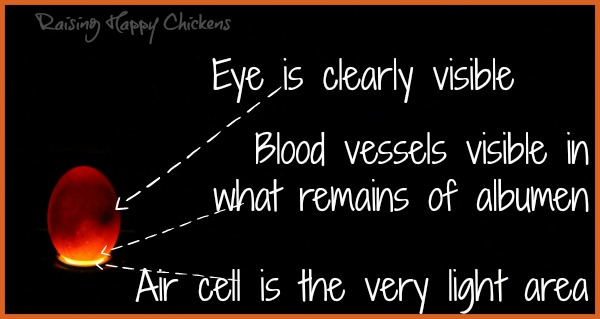 Raising Happy Chickens
Eye is clearly visible
Blood vessels visible in
what remains of albumen
Air cell is the very light area